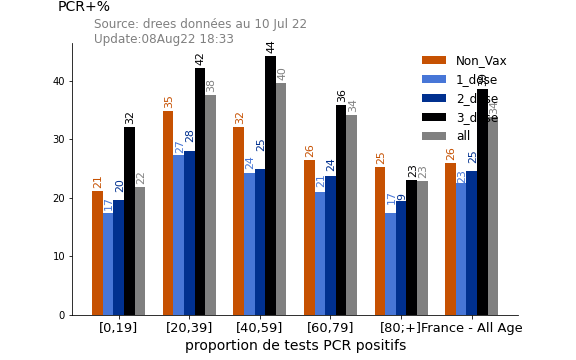 PCR+%
Source: drees données au 10 Jul 22
Update:08Aug22 18:33
Non_Vax
1_dose
2_dose
3_dose
all
40
30
20
10
0
21 17 20 32 22
35 27 28 42 38
32 24 25 44 40
26 21 24 36 34
25 17 23 23
26 23 25 34
[0,19] [20,39] [40,59] [60,79] [80;+] France - All Age
proportion de tests PCR positifs